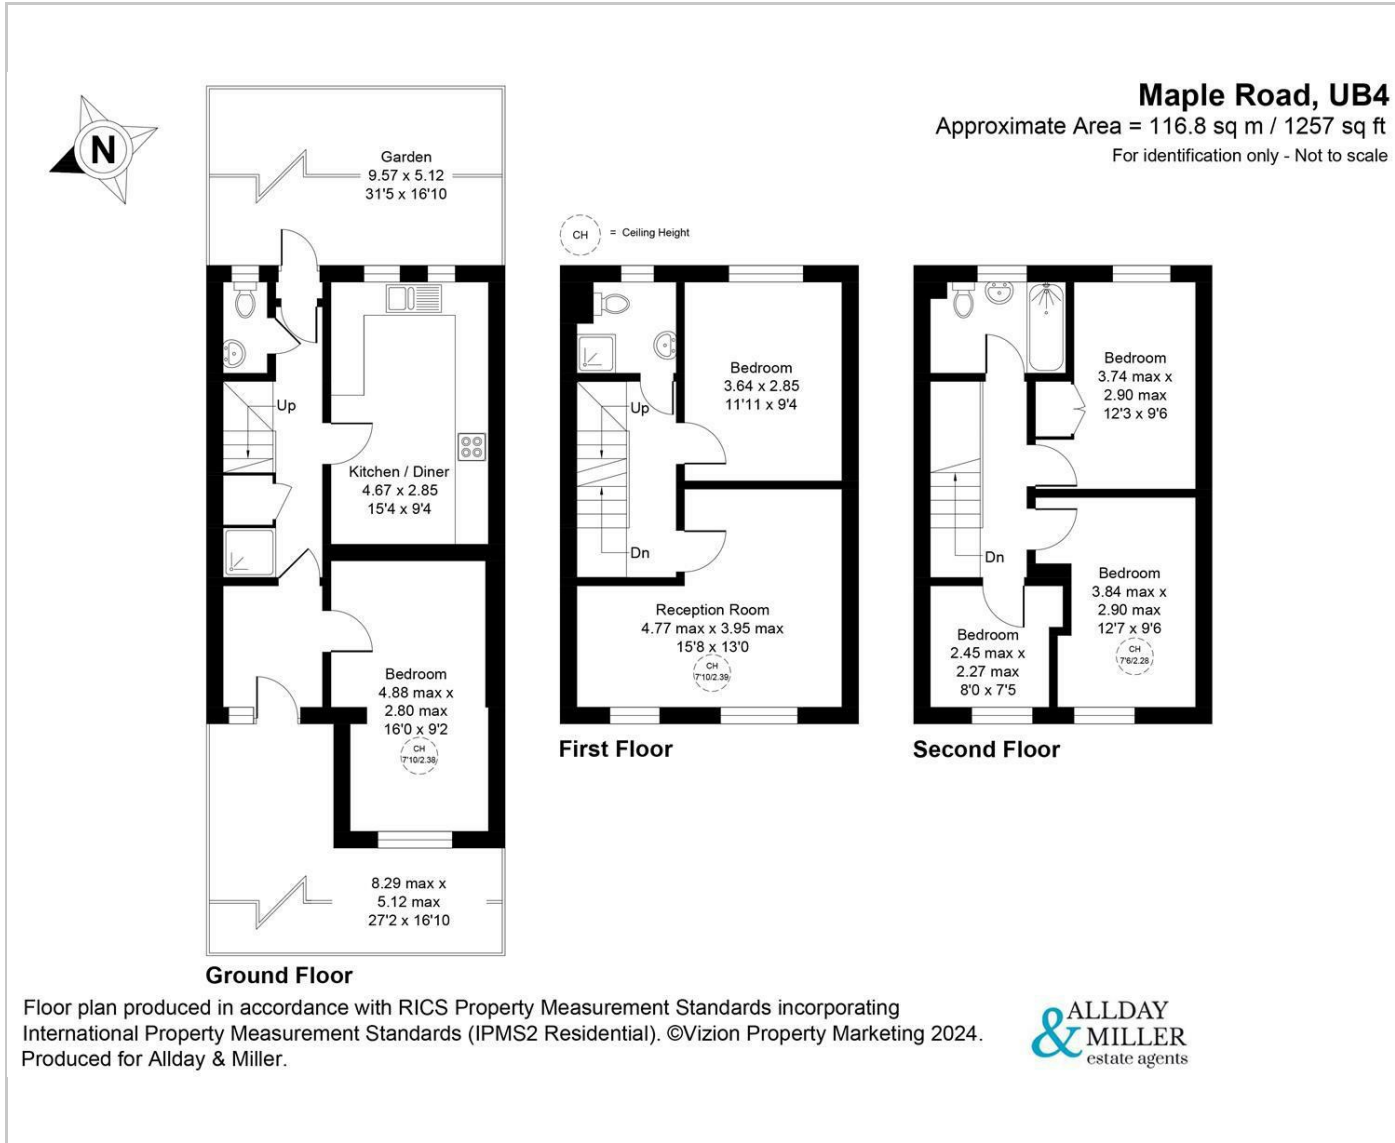 Maple Road, UB4
Approximate Area = 116.8 sq m / 1257 sq ft
For identification only - Not to scale
N
Garden
9.57 x 5.12
31'5 x 16'10
CH
= Ceiling Height
Up
Kitchen / Diner
4.67 x 2.85
15'4 x 9'4
Bedroom
4.88 max x
2.80 max
16'0 x 9'2
CH
7'10/2.38
8.29 max x
5.12 max
27'2 x 16'10
Ground Floor
Bedroom
3.64 x 2.85
11'11 x 9'4
Up
Dn
Reception Room
4.77 max x 3.95 max
15'8 x 13'0
CH
7'10/2.39
First Floor
Bedroom
3.74 max x
2.90 max
12'3 x 9'6
Dn
Bedroom
3.84 max x
2.90 max
12'7 x 9'6
CH
7'6/2.28
Bedroom
2.45 max x
2.27 max
8'0 x 7'5
Second Floor
Floor plan produced in accordance with RICS Property Measurement Standards incorporating
International Property Measurement Standards (IPMS2 Residential). ©Vizion Property Marketing 2024.
Produced for Allday & Miller.
ALLDAY
& MILLER
estate agents